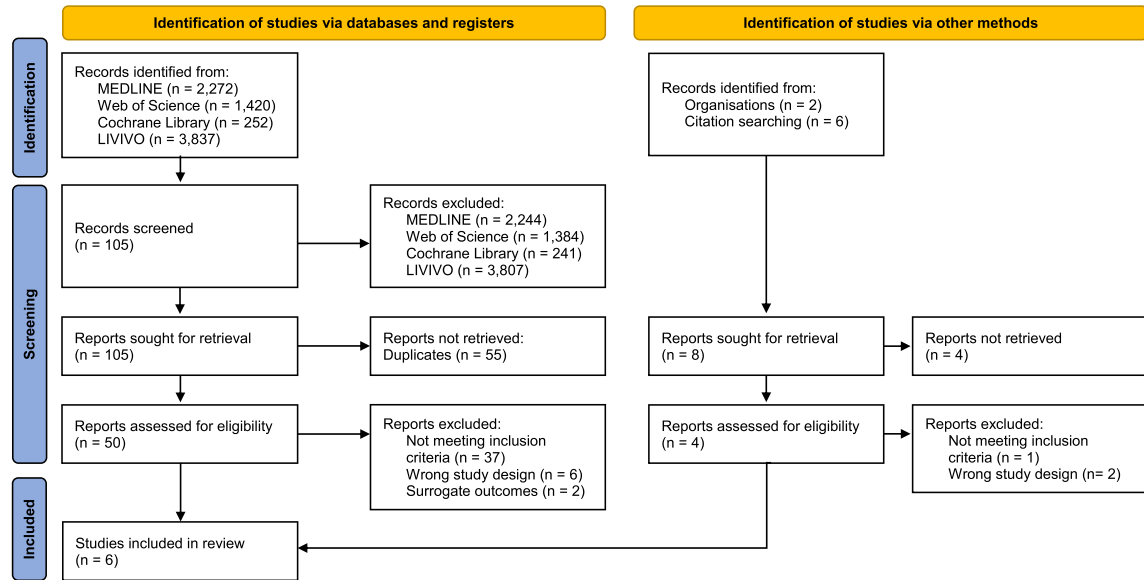 Identification of studies via databases and registers
Identification of studies via other methods
Identification
Records identified from:
MEDLINE (n = 2,272)
Web of Science (n = 1,420)
Cochrane Library (n = 252)
LIVIVO (n = 3,837)
Records identified from:
Organisations (n = 2)
Citation searching (n = 6)
Screening
Records screened
(n = 105)
Records excluded:
MEDLINE (n = 2,244)
Web of Science (n = 1,384)
Cochrane Library (n = 241)
LIVIVO (n = 3,807)
Reports sought for retrieval
(n = 105)
Reports not retrieved:
Duplicates (n = 55)
Reports sought for retrieval
(n = 8)
Reports not retrieved
(n = 4)
Reports assessed for eligibility
(n = 50)
Reports excluded:
Not meeting inclusion
criteria (n = 37)
Wrong study design (n = 6)
Surrogate outcomes (n = 2)
Reports assessed for eligibility
(n = 4)
Reports excluded:
Not meeting inclusion
criteria (n = 1)
Wrong study design (n= 2)
Included
Studies included in review
(n = 6)